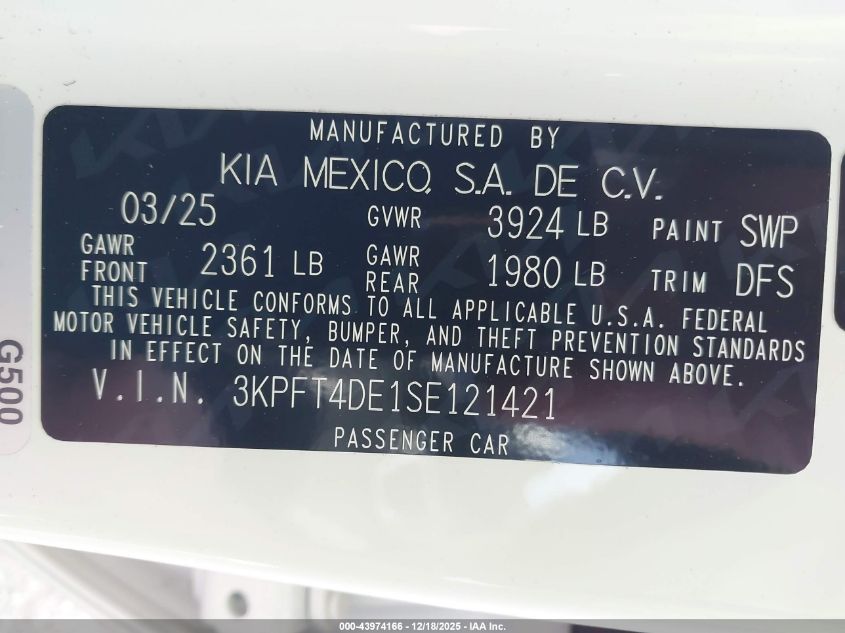 MANUFACTURED BY
KIA MEXICO, S.A. DE C.V.
03/25 GVWR 3924 LB PAINT SWP
GAWR FRONT 2361 LB GAWR REAR 1980 LB TRIM DFS
THIS VEHICLE CONFORMS TO ALL APPLICABLE U.S.A. FEDERAL
MOTOR VEHICLE SAFETY, BUMPER, AND THEFT PREVENTION STANDARDS
IN EFFECT ON THE DATE OF MANUFACTURE SHOWN ABOVE.
V.I.N. 3KPFT4DE1SE121421
PASSENGER CAR
G500
000-43974166 - 12/18/2025 - IAA Inc.